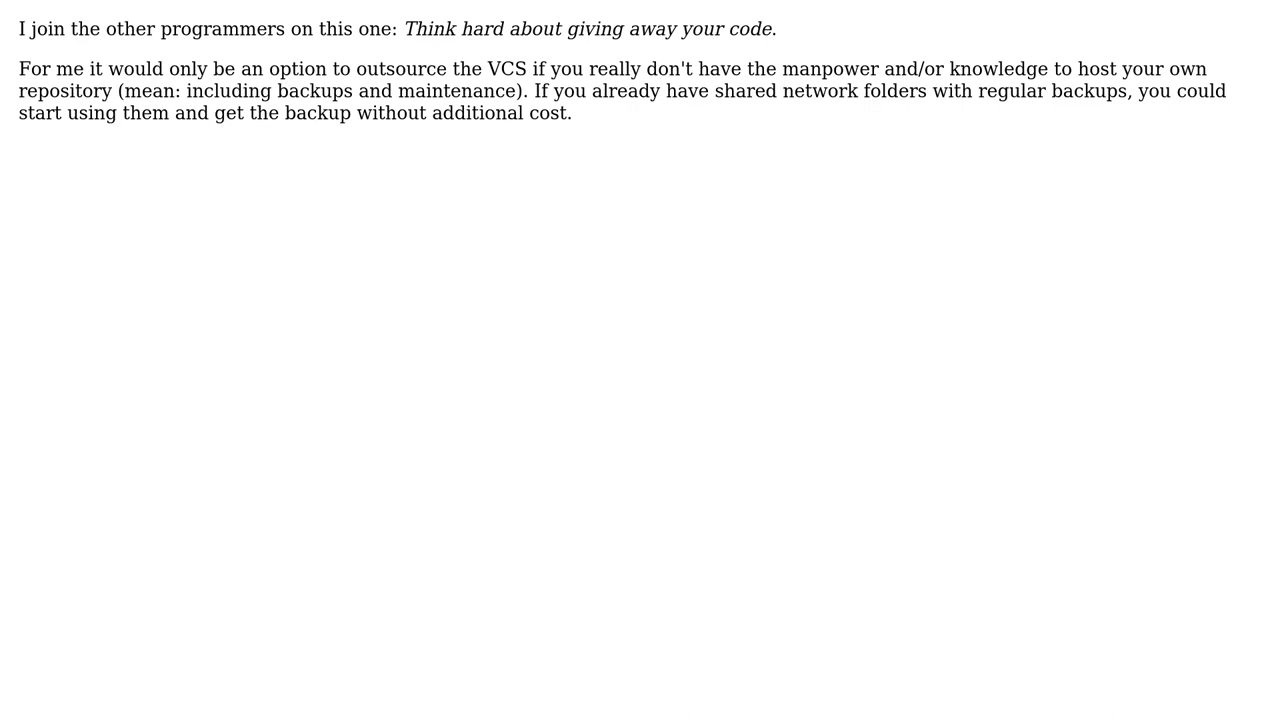 I join the other programmers on this one: Think hard about giving away your code.
For me it would only be an option to outsource the VCS if you really don't have the manpower and/or knowledge to host your own
repository (mean: including backups and maintenance). If you already have shared network folders with regular backups, you could
start using them and get the backup without additional cost.